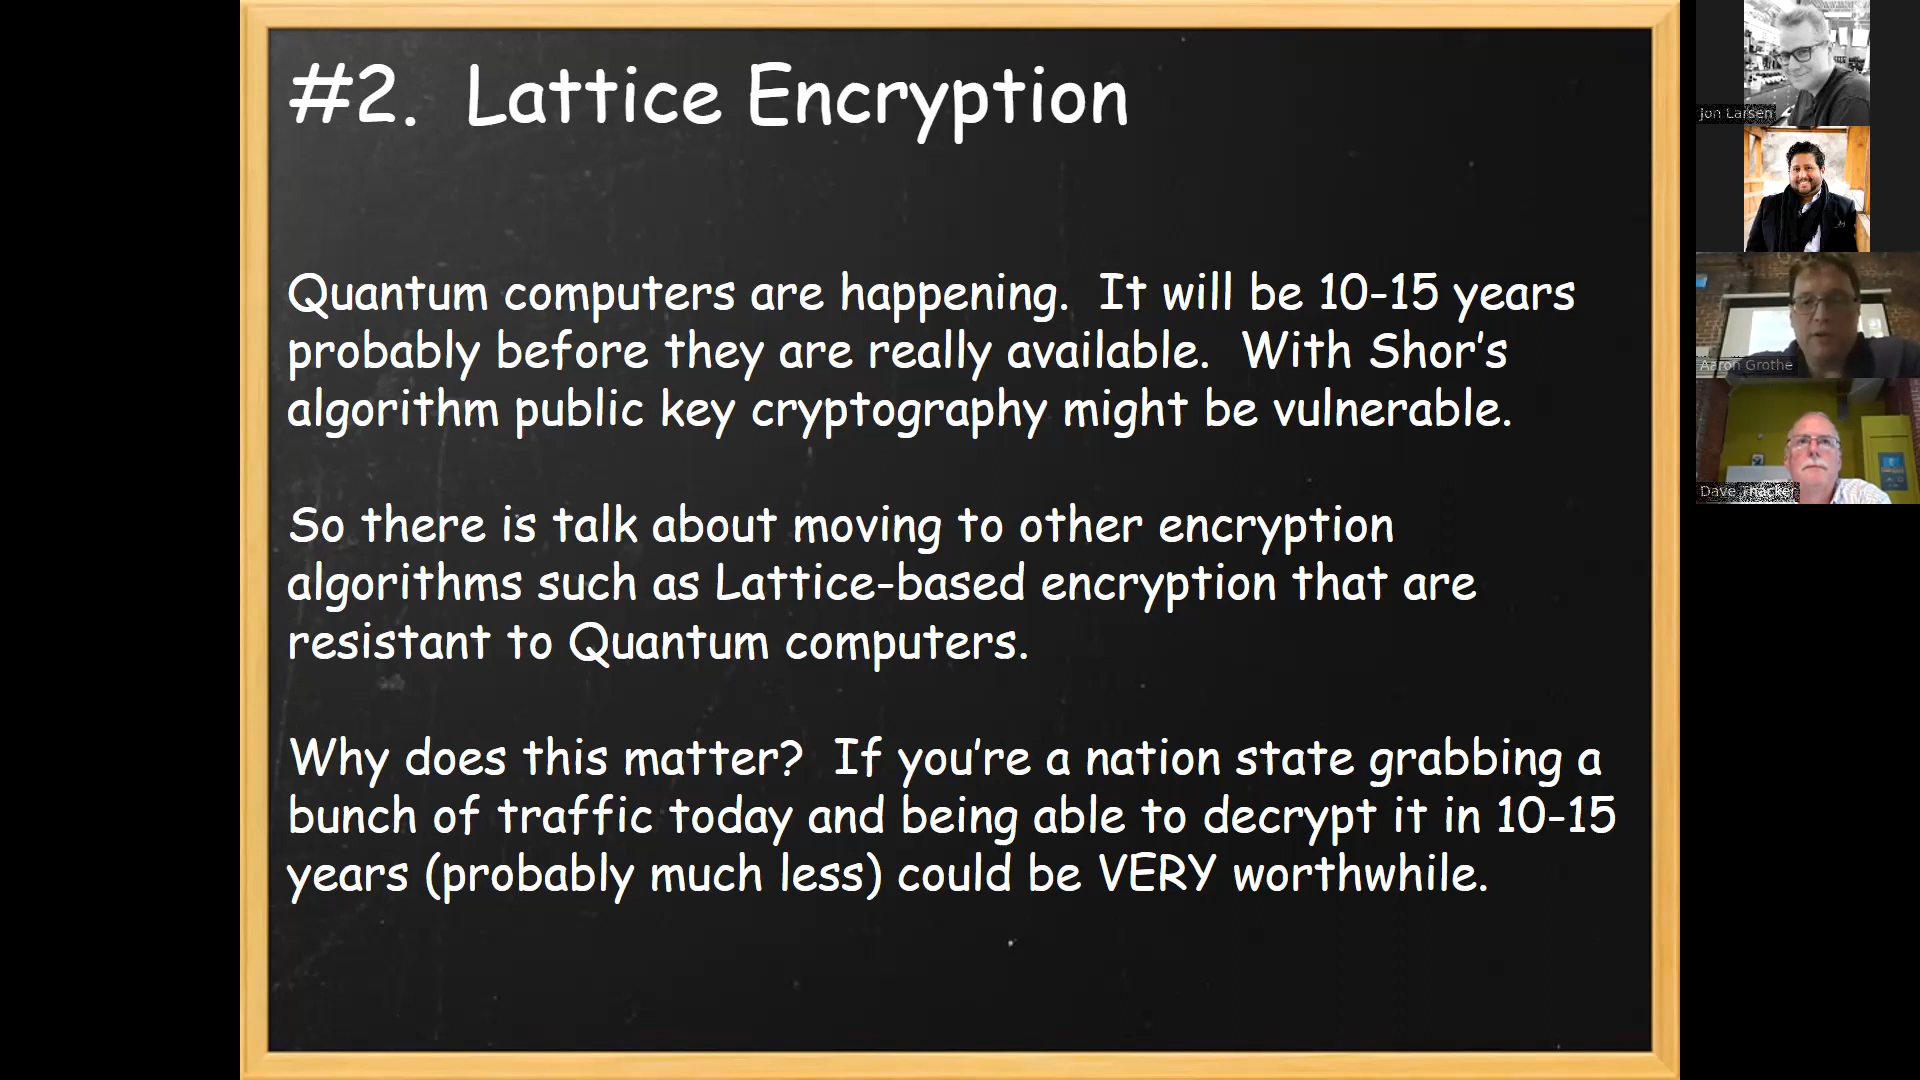 #2. Lattice Encryption
Quantum computers are happening. It will be 10-15 years
probably before they are really available. With Shor's
algorithm public key cryptography might be vulnerable.
So there is talk about moving to other encryption
algorithms such as Lattice-based encryption that are
resistant to Quantum computers.
Why does this matter? If you're a nation state grabbing a
bunch of traffic today and being able to decrypt it in 10-15
years (probably much less) could be VERY worthwhile.
Jon Larsen
Aaron Grothe
Dave Thacker